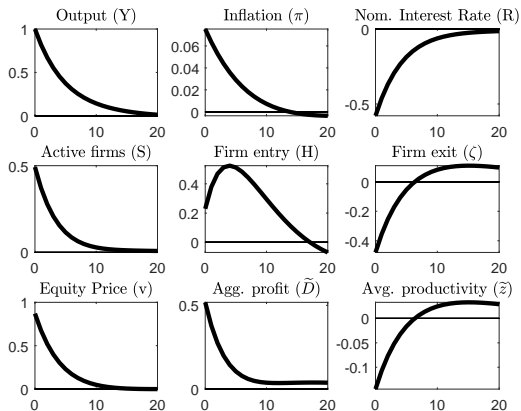 Output (Y)
1
0.5
0
0 10 20
Inflation (π)
0.06
0.04
0.02
0
0 10 20
Nom. Interest Rate (R)
0
-0.5
0 10 20
Active firms (S)
0.5
0
0 10 20
Firm entry (H)
0.4
0.2
0
0 10 20
Firm exit (ζ)
0
-0.2
-0.4
0 10 20
Equity Price (v)
1
0.5
0
0 10 20
Agg. profit (D̃)
0.5
0
0 10 20
Avg. productivity (z̃)
0
-0.05
-0.1
0 10 20